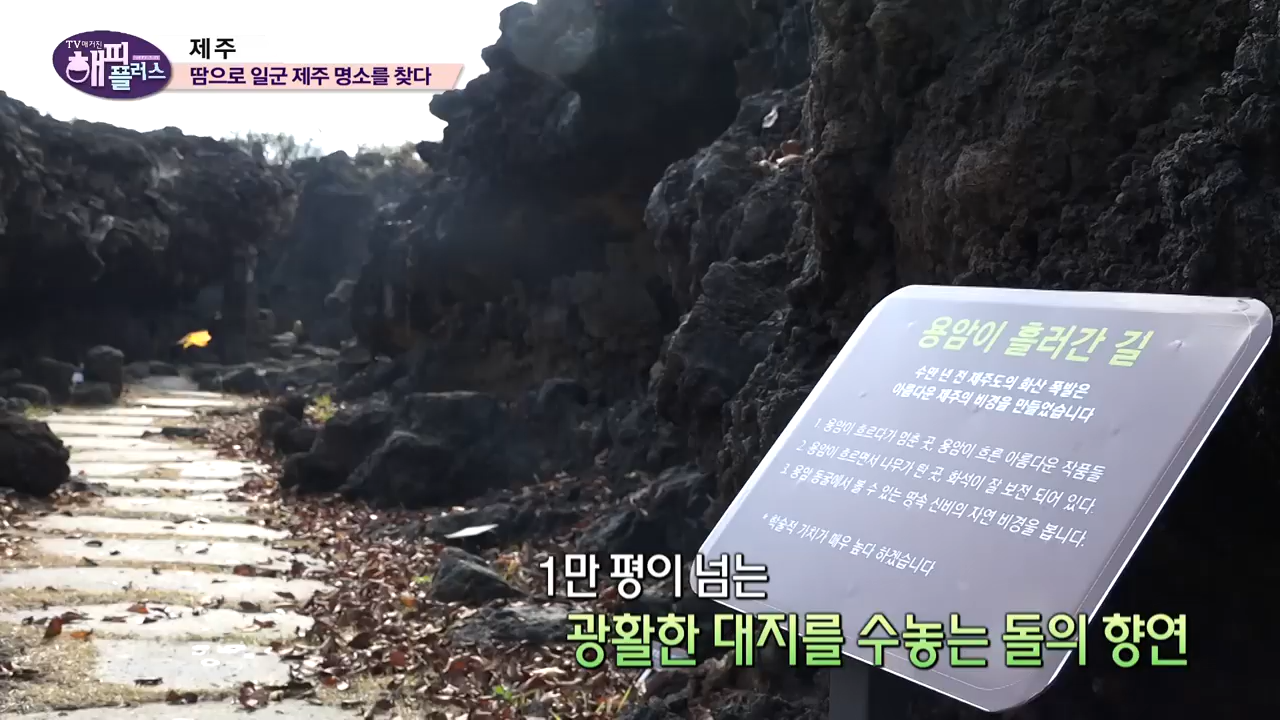 TV매거진
해피
플러스
제주
땀으로 일군 제주 명소를 찾다
용암이 흘러간 길
수만 년 전 제주도의 화산 폭발은
아름다운 제주의 비경을 만들었습니다
1. 용암이 흐르다가 멈춘 곳, 용암이 흐른 아름다운 작품들
2. 용암이 흐르면서 나무가 된 곳, 화석이 잘 보전 되어 있다.
3. 용암 동굴에서 볼 수 있는 땅속 신비의 자연 비경을 봅니다.
* 학술적 가치가 매우 높다 하겠습니다
1만 평이 넘는
광활한 대지를 수놓는 돌의 향연